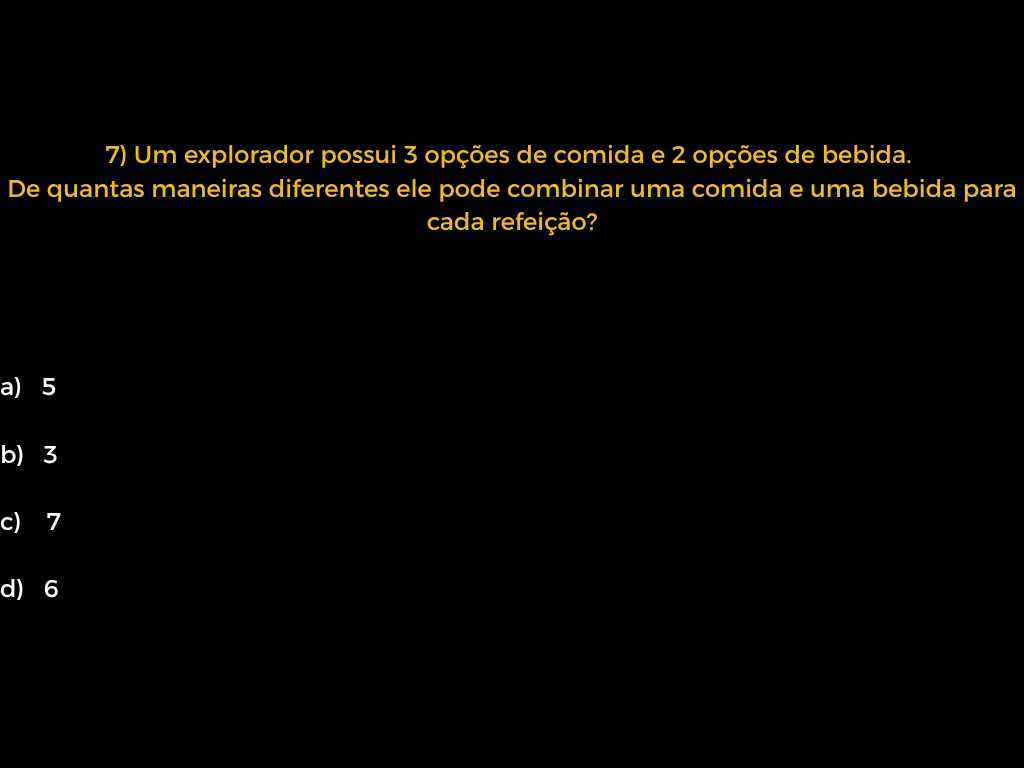 7) Um explorador possui 3 opções de comida e 2 opções de bebida.
De quantas maneiras diferentes ele pode combinar uma comida e uma bebida para
cada refeição?
a) 5
b) 3
c) 7
d) 6